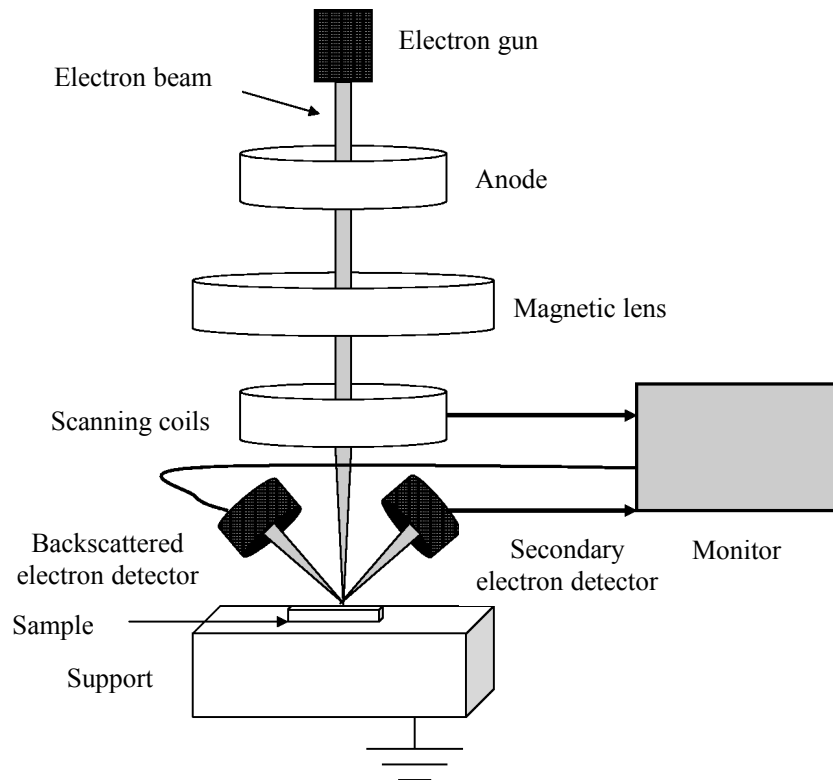 Electron gun
Electron beam
Anode
Magnetic lens
Scanning coils
Backscattered
electron detector
Secondary
electron detector
Monitor
Sample
Support